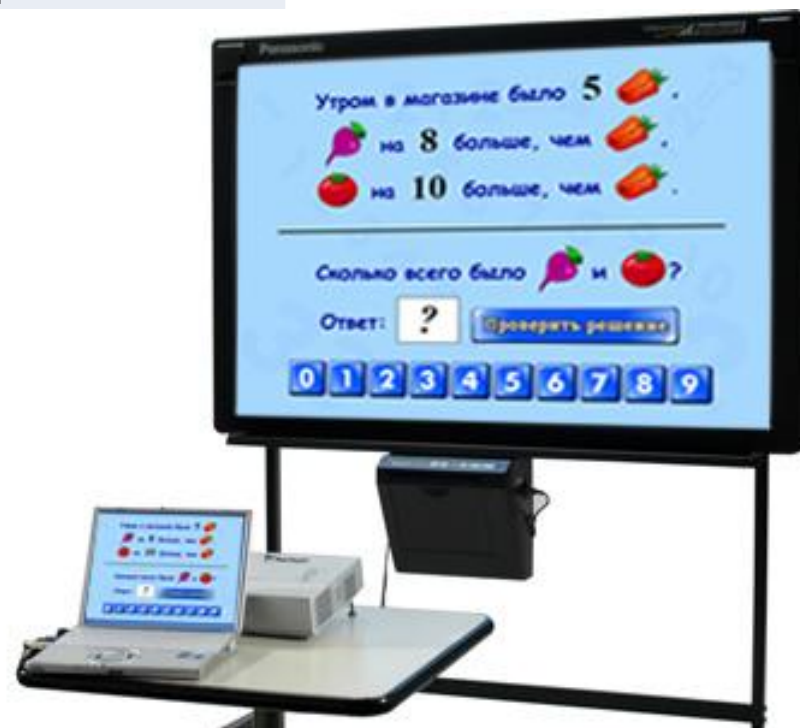 Panasonic
Утром в магазине было 5 .
на 8 больше, чем .
на 10 больше, чем .
Сколько всего было и ?
Ответ: ? Проверить решение
0 1 2 3 4 5 6 7 8 9